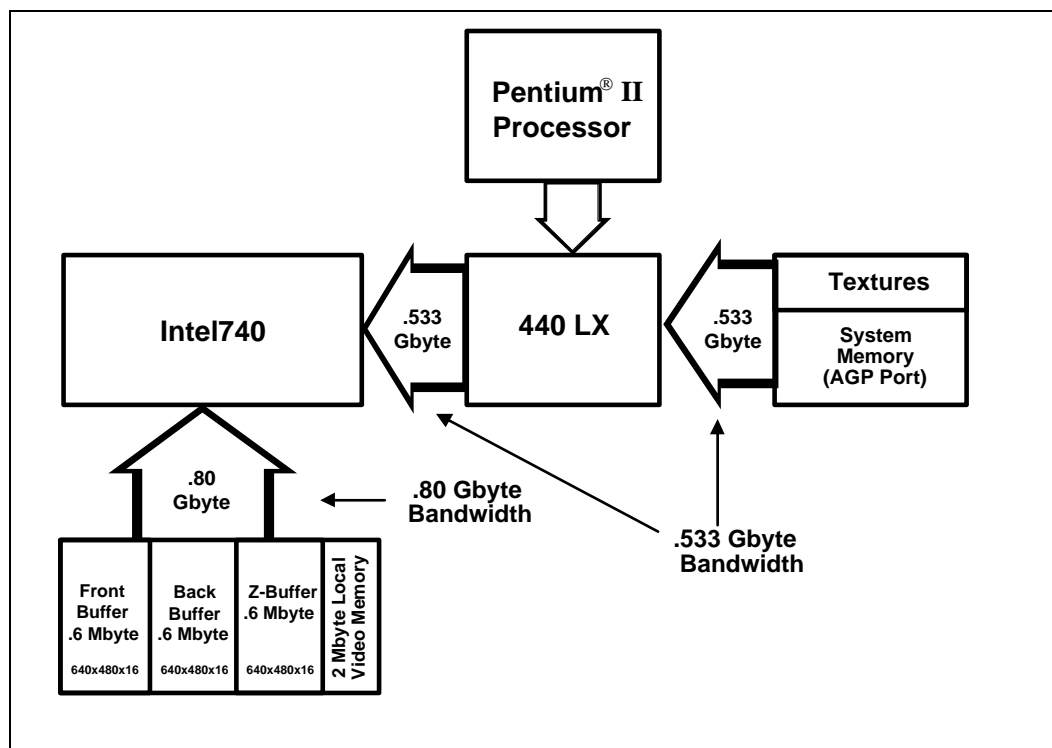 Pentium® II
Processor
Intel740
.533
Gbyte
440 LX
.533
Gbyte
Textures
System
Memory
(AGP Port)
.80
Gbyte
.80 Gbyte
Bandwidth
.533 Gbyte
Bandwidth
Front
Buffer
.6 Mbyte
640x480x16
Back
Buffer
.6 Mbyte
640x480x16
Z-Buffer
.6 Mbyte
640x480x16
2 Mbyte Local
Video Memory